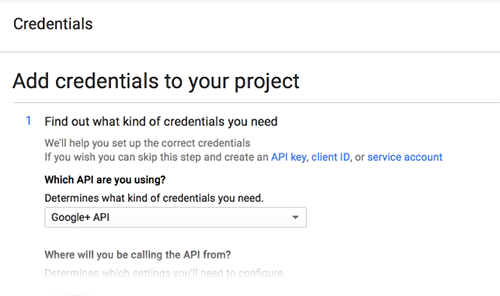 Credentials
Add credentials to your project
1 Find out what kind of credentials you need
We'll help you set up the correct credentials
If you wish you can skip this step and create an API key, client ID, or service account
Which API are you using?
Determines what kind of credentials you need.
Google+ API
Where will you be calling the API from?
Determines which settings you'll need to configure.